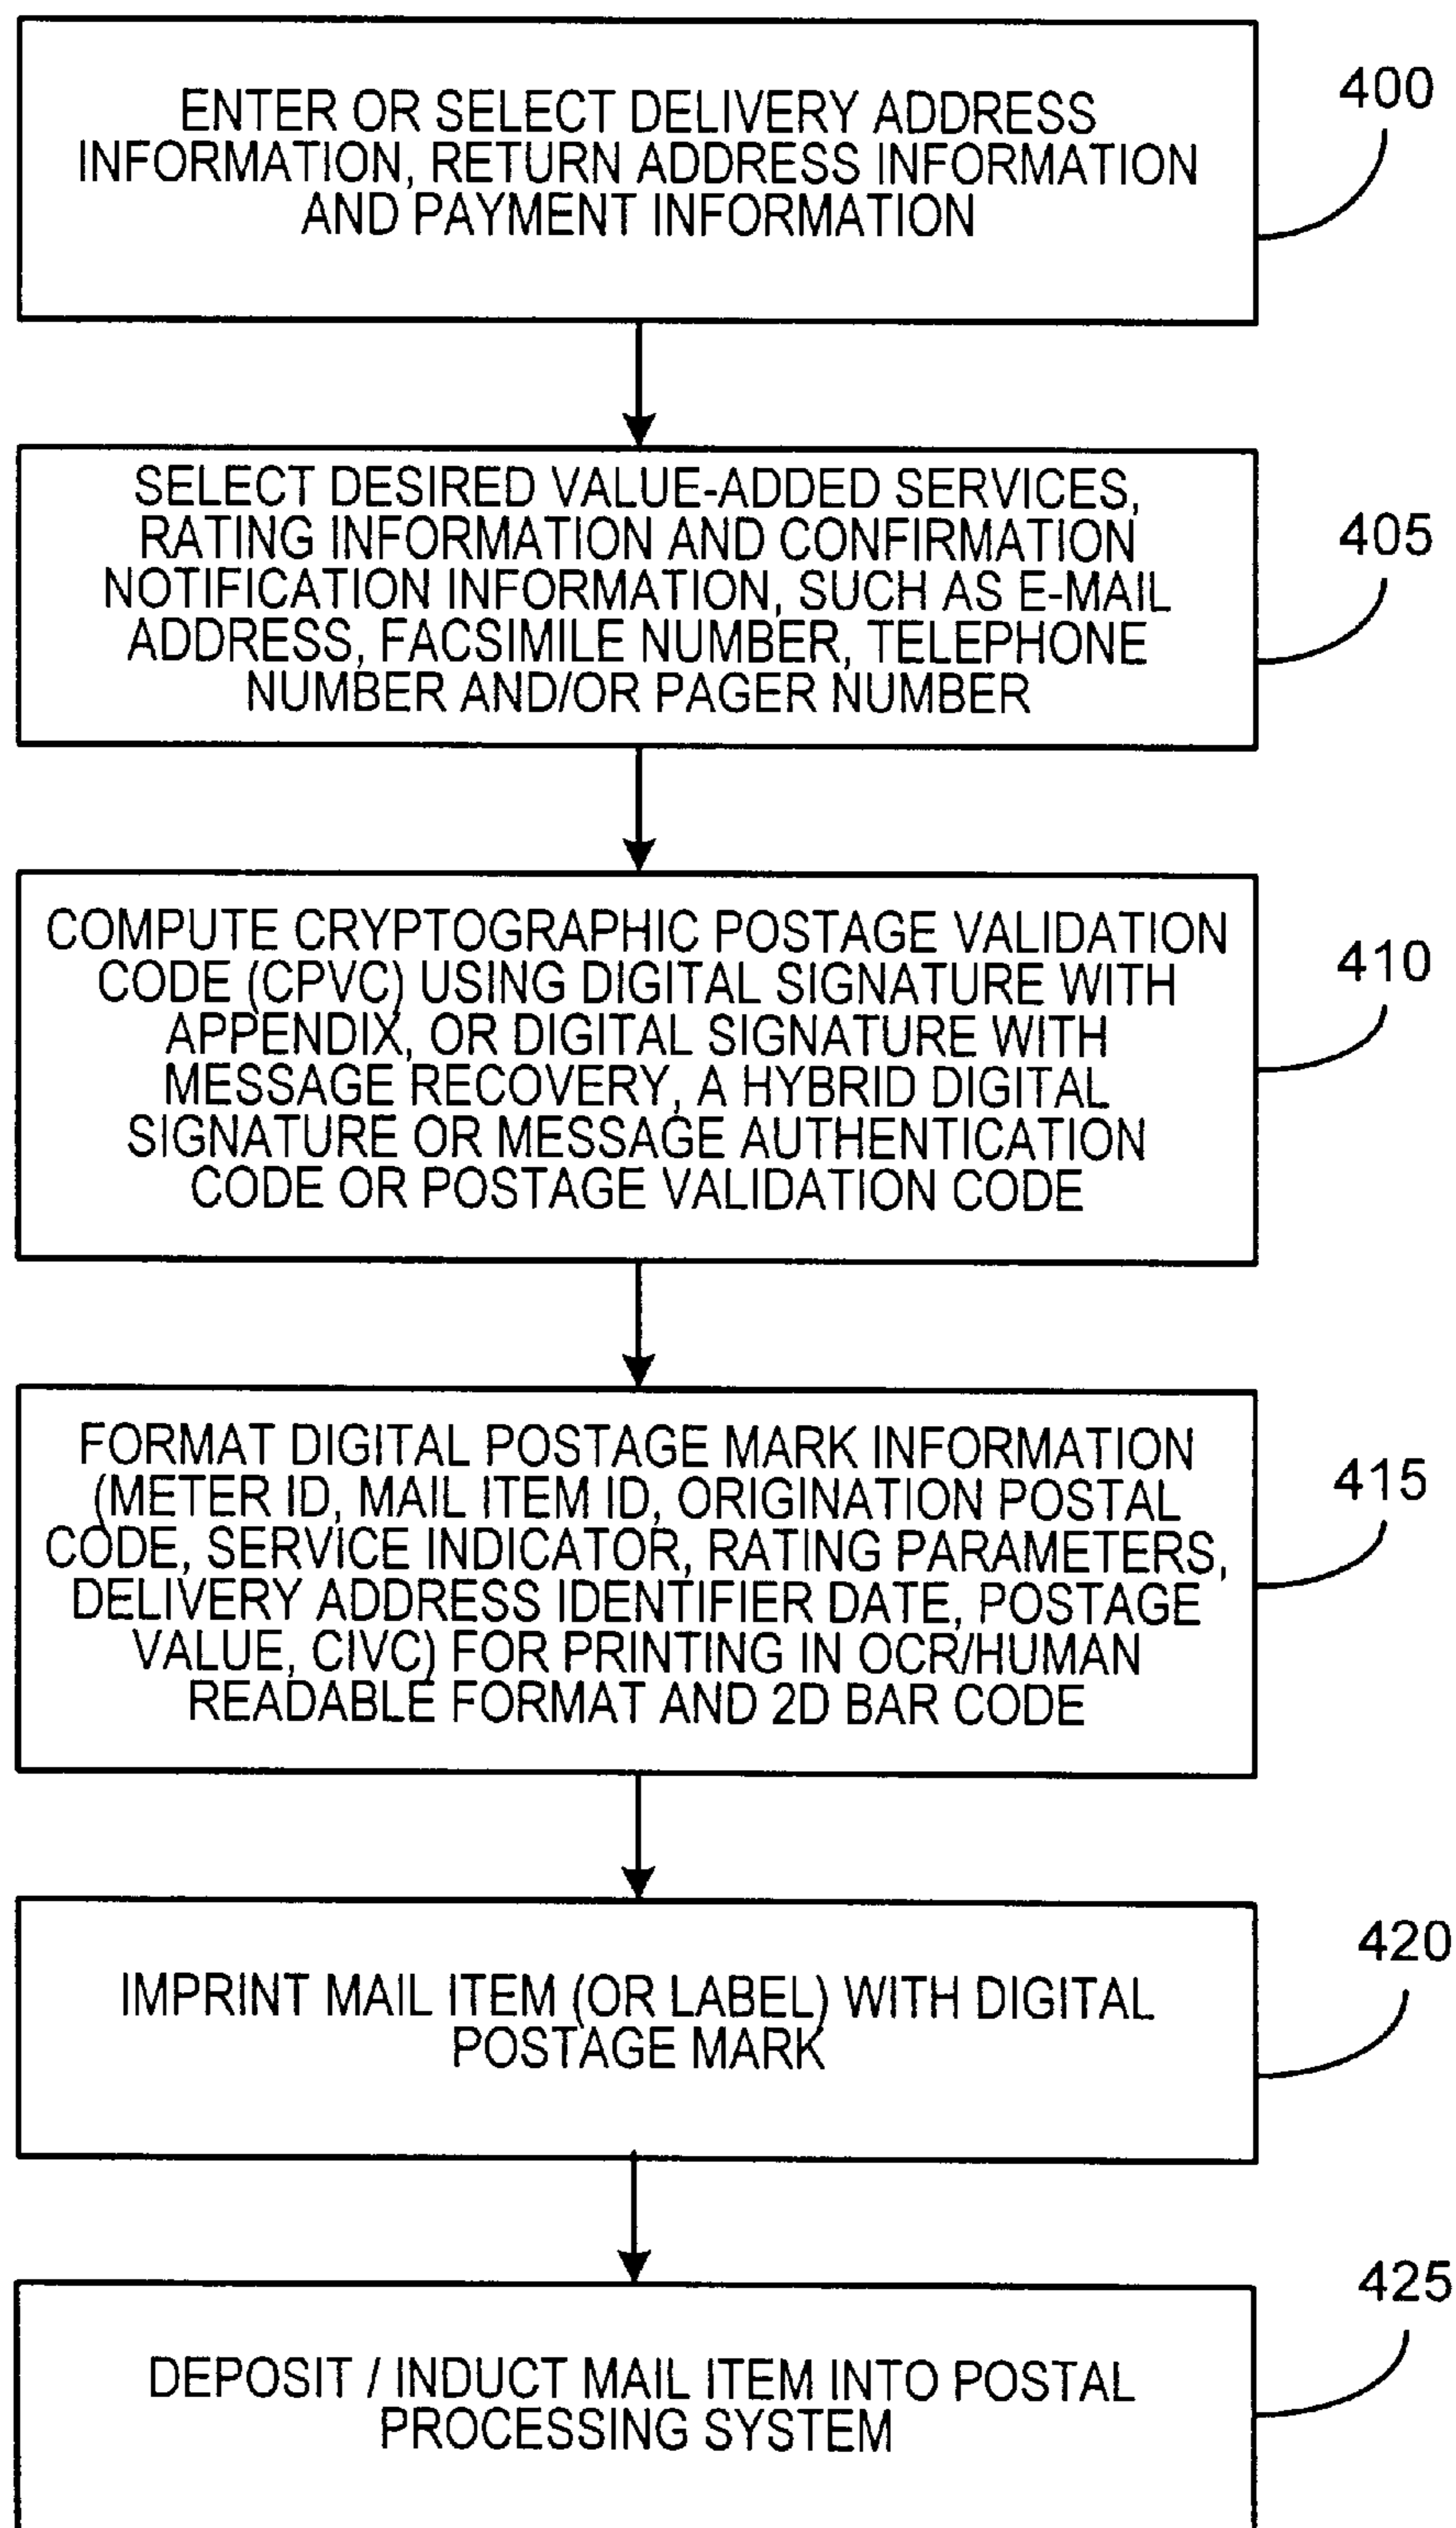 ENTER OR SELECT DELIVERY ADDRESS
INFORMATION, RETURN ADDRESS INFORMATION
AND PAYMENT INFORMATION
400
SELECT DESIRED VALUE-ADDED SERVICES,
RATING INFORMATION AND CONFIRMATION
NOTIFICATION INFORMATION, SUCH AS E-MAIL
ADDRESS, FACSIMILE NUMBER, TELEPHONE
NUMBER AND/OR PAGER NUMBER
405
COMPUTE CRYPTOGRAPHIC POSTAGE VALIDATION
CODE (CPVC) USING DIGITAL SIGNATURE WITH
APPENDIX, OR DIGITAL SIGNATURE WITH
MESSAGE RECOVERY, A HYBRID DIGITAL
SIGNATURE OR MESSAGE AUTHENTICATION
CODE OR POSTAGE VALIDATION CODE
410
FORMAT DIGITAL POSTAGE MARK INFORMATION
(METER ID, MAIL ITEM ID, ORIGINATION POSTAL
CODE, SERVICE INDICATOR, RATING PARAMETERS,
DELIVERY ADDRESS IDENTIFIER DATE, POSTAGE
VALUE, CIVC) FOR PRINTING IN OCR/HUMAN
READABLE FORMAT AND 2D BAR CODE
415
IMPRINT MAIL ITEM (OR LABEL) WITH DIGITAL
POSTAGE MARK
420
DEPOSIT / INDUCT MAIL ITEM INTO POSTAL
PROCESSING SYSTEM
425